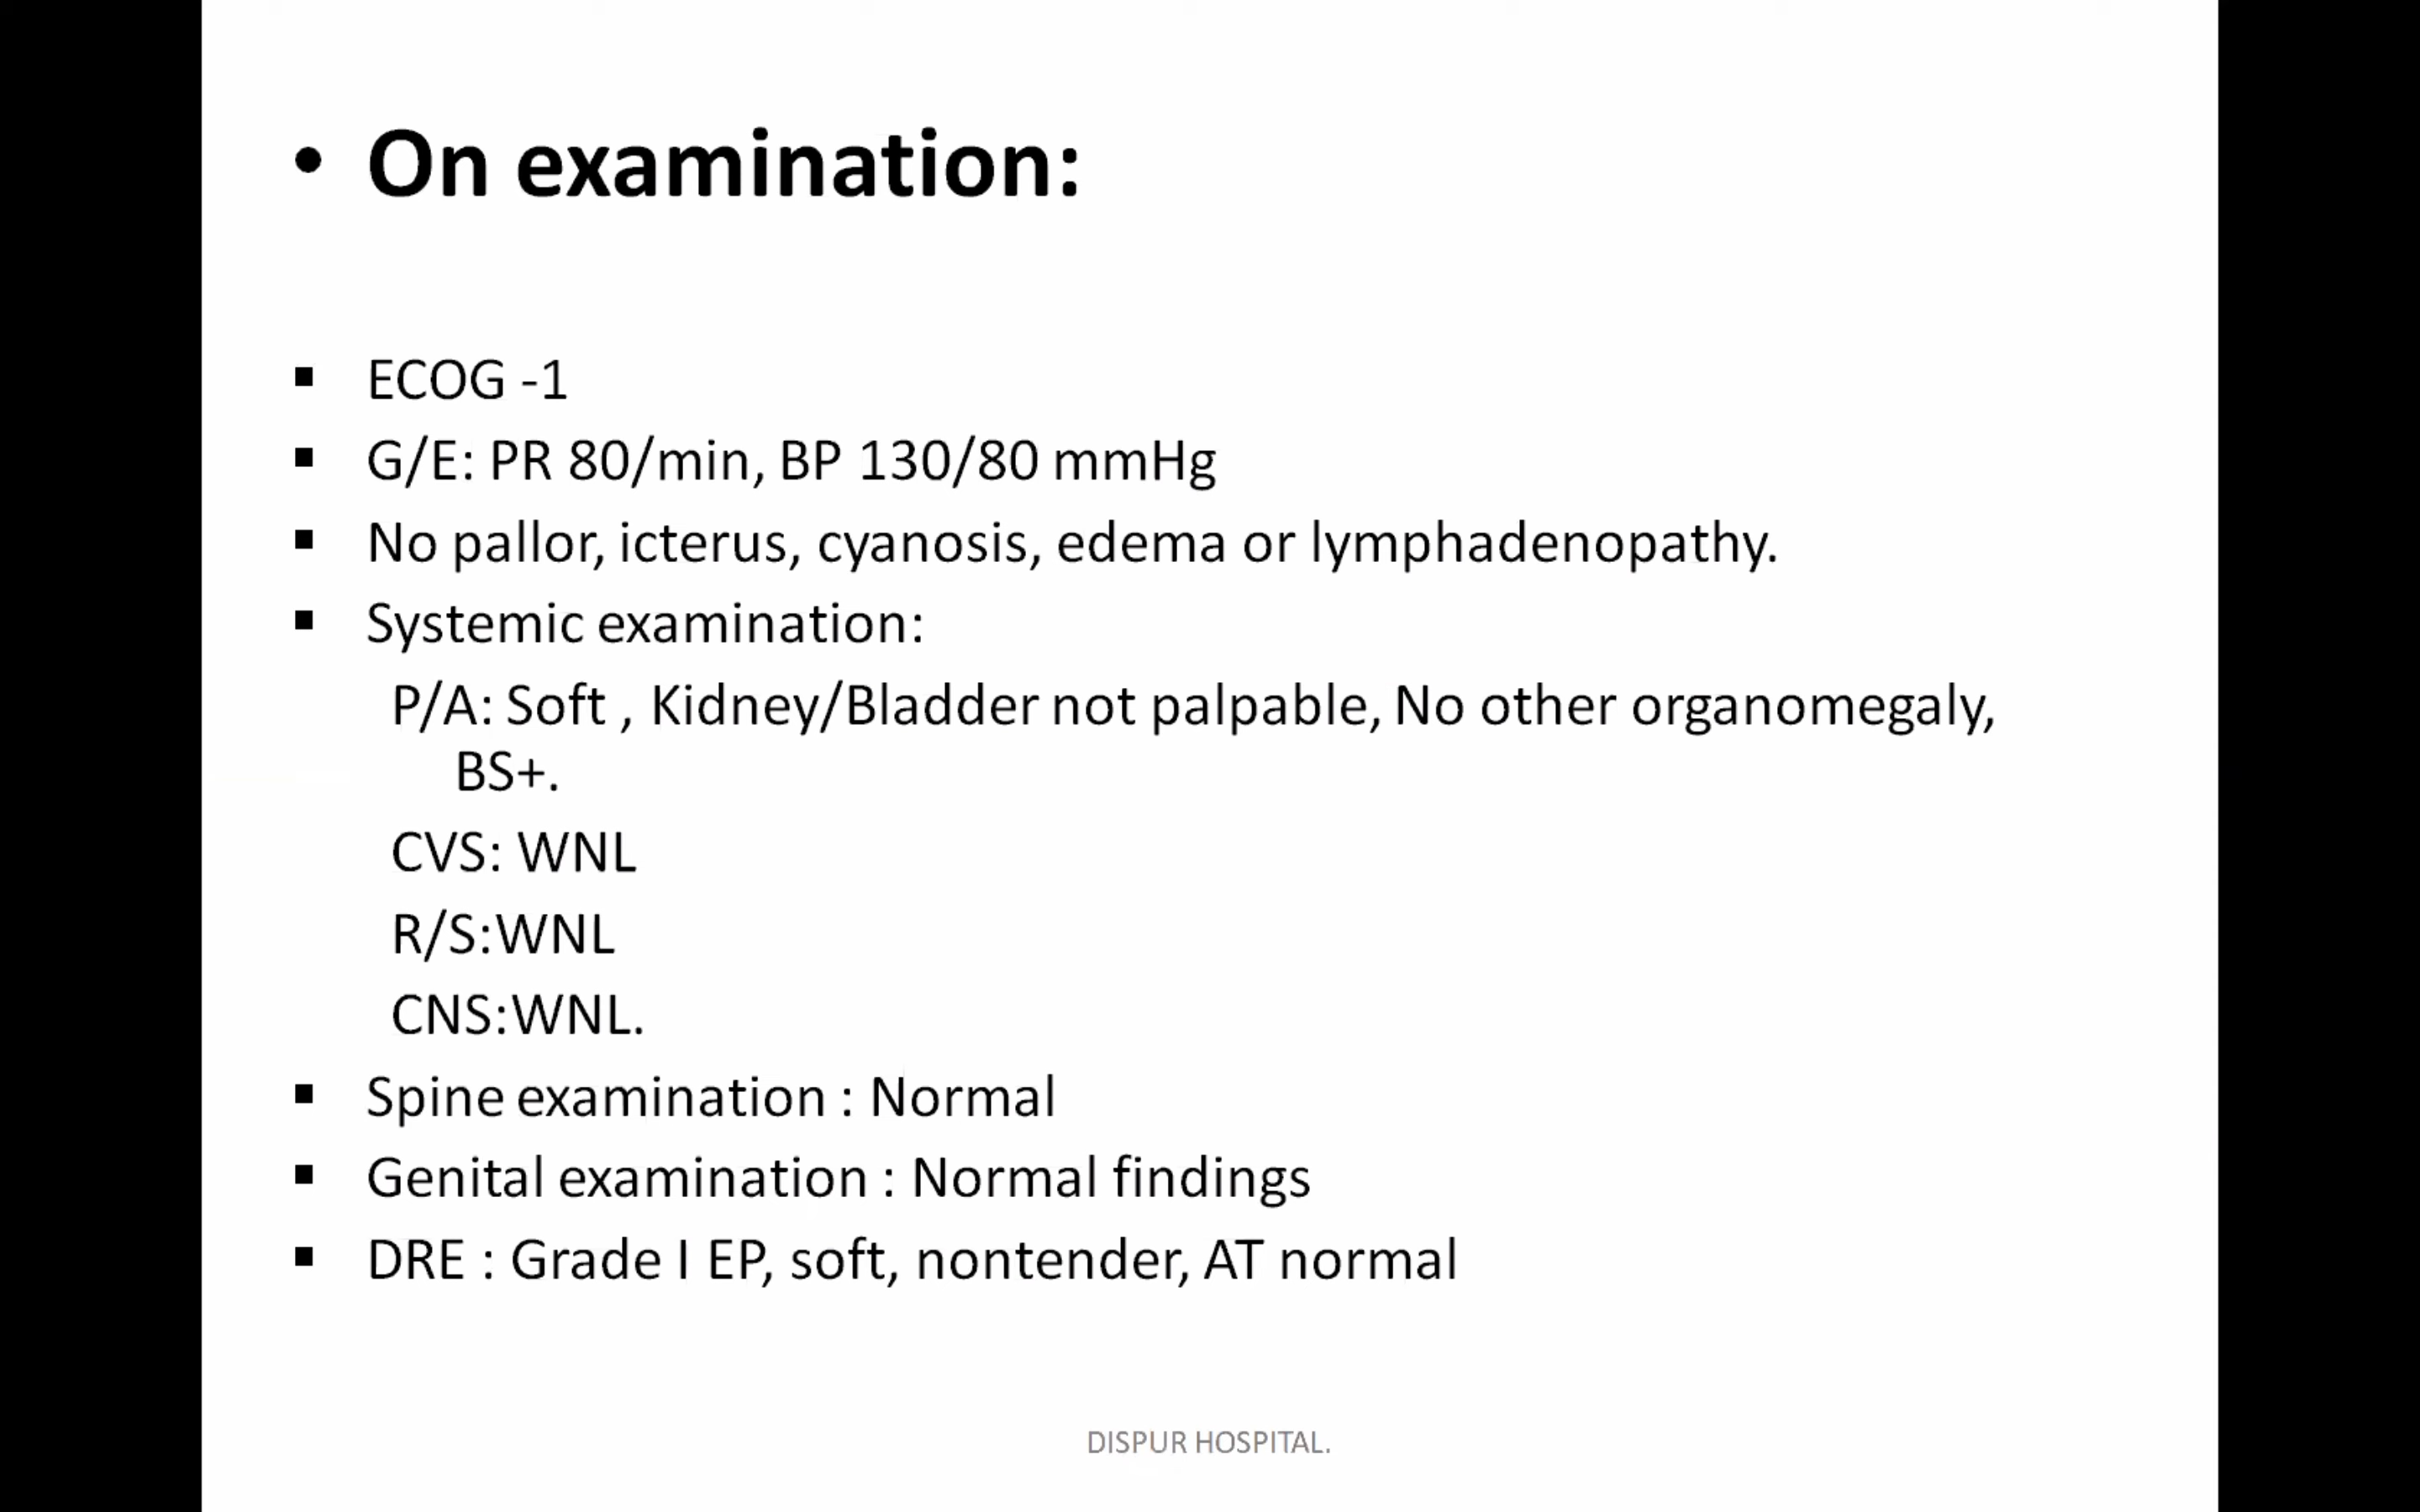 • On examination:
▪ ECOG -1
▪ G/E: PR 80/min, BP 130/80 mmHg
▪ No pallor, icterus, cyanosis, edema or lymphadenopathy.
▪ Systemic examination:
P/A: Soft , Kidney/Bladder not palpable, No other organomegaly,
BS+.
CVS: WNL
R/S:WNL
CNS:WNL.
▪ Spine examination : Normal
▪ Genital examination : Normal findings
▪ DRE : Grade I EP, soft, nontender, AT normal
DISPUR HOSPITAL.